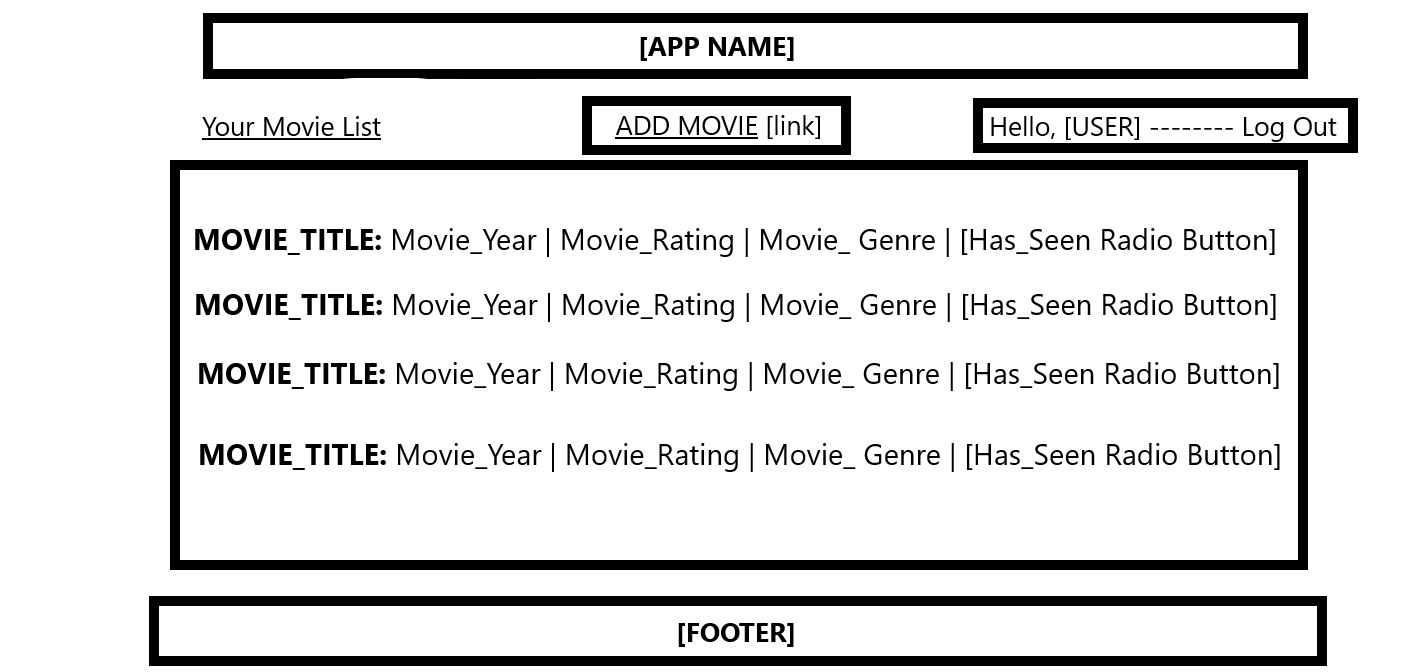 [APP NAME]
Your Movie List ADD MOVIE [link] Hello, [USER] -------- Log Out
MOVIE_TITLE: Movie_Year | Movie_Rating | Movie_ Genre | [Has_Seen Radio Button]
MOVIE_TITLE: Movie_Year | Movie_Rating | Movie_ Genre | [Has_Seen Radio Button]
MOVIE_TITLE: Movie_Year | Movie_Rating | Movie_ Genre | [Has_Seen Radio Button]
MOVIE_TITLE: Movie_Year | Movie_Rating | Movie_ Genre | [Has_Seen Radio Button]
[FOOTER]